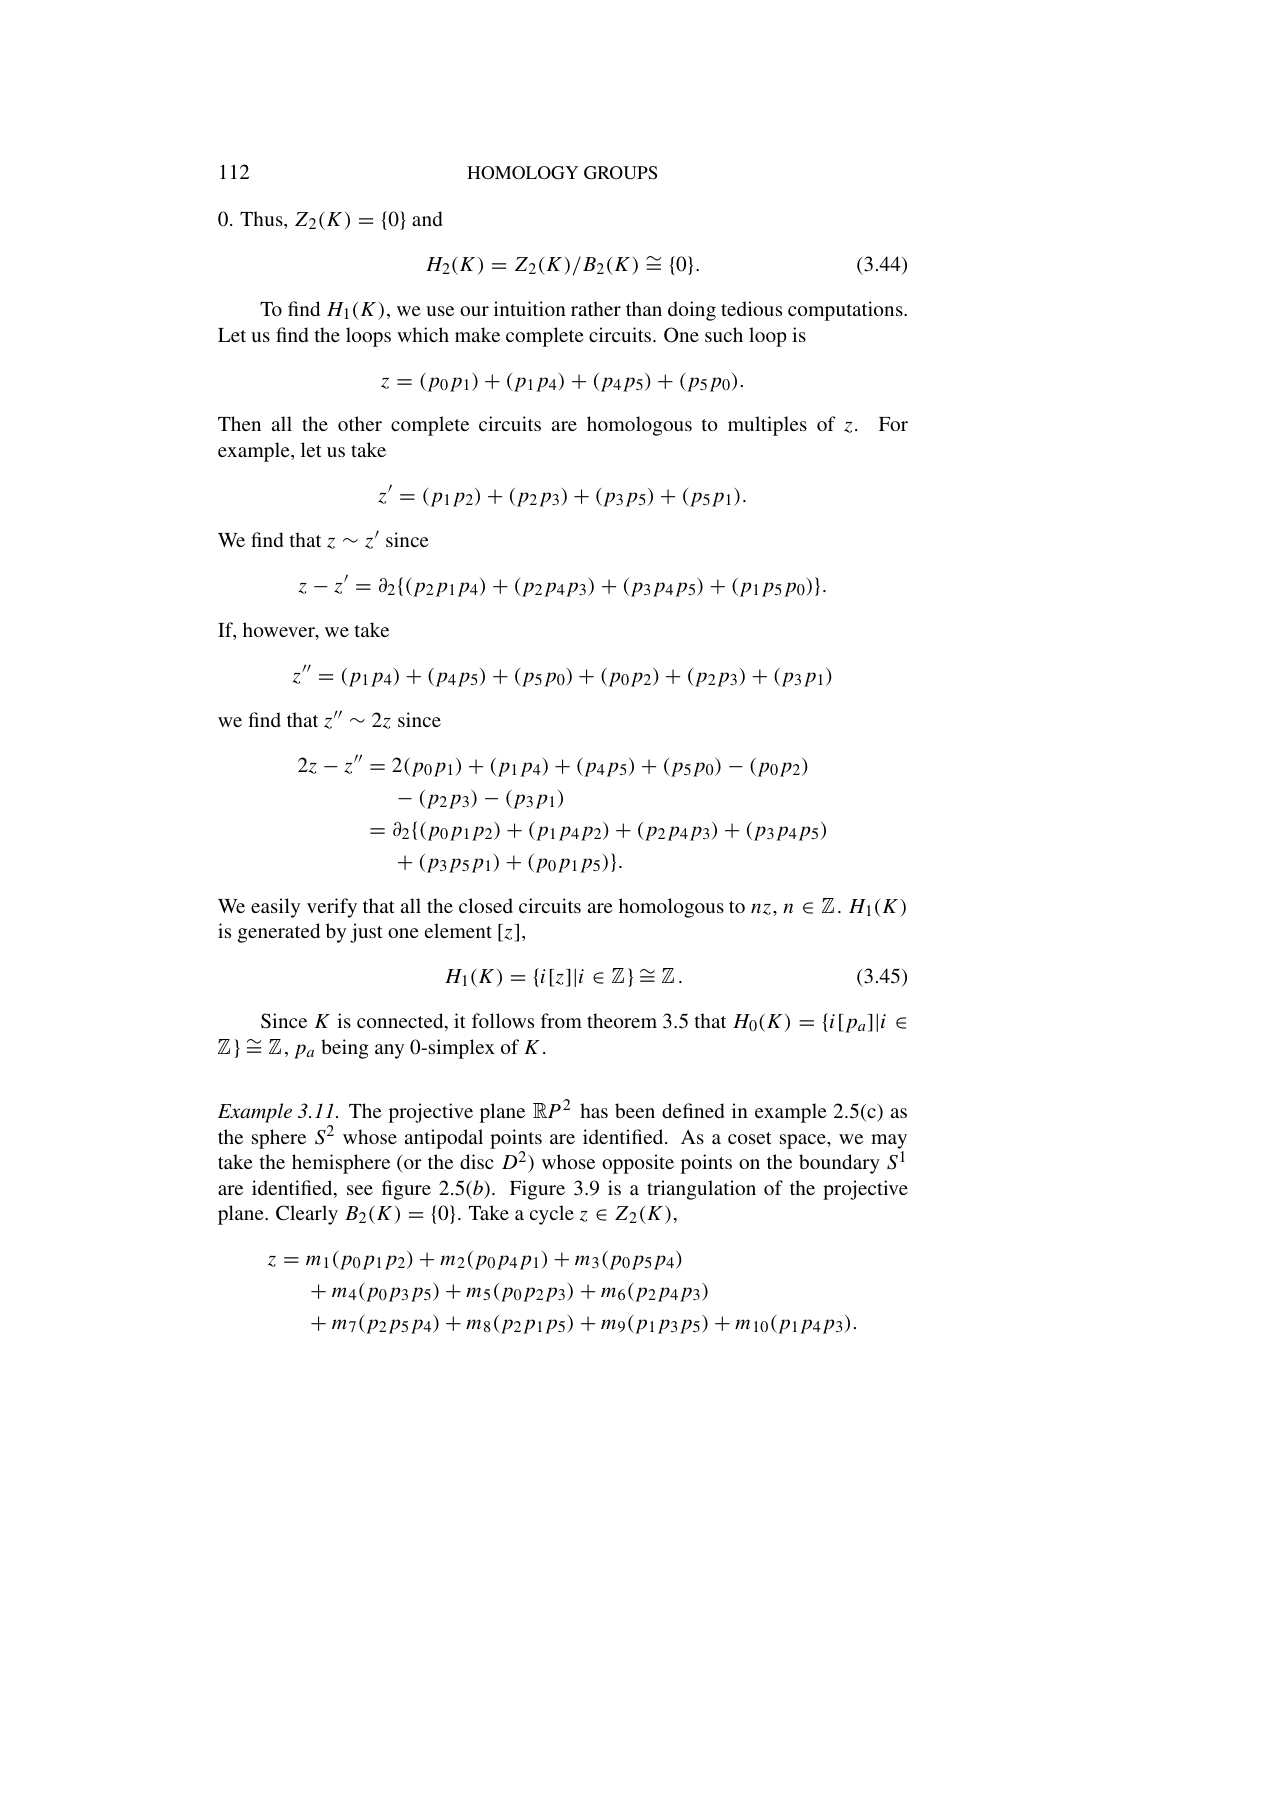 112 HOMOLOGY GROUPS
0. Thus, Z₂(K) = {0} and
H₂(K) = Z₂(K)/B₂(K) ≅ {0}. (3.44)
To find H₁(K), we use our intuition rather than doing tedious computations.
Let us find the loops which make complete circuits. One such loop is
z = (p₀p₁) + (p₁p₄) + (p₄p₅) + (p₅p₀).
Then all the other complete circuits are homologous to multiples of z. For
example, let us take
z′ = (p₁p₂) + (p₂p₃) + (p₃p₅) + (p₅p₁).
We find that z ∼ z′ since
z − z′ = ∂₂{(p₂p₁p₄) + (p₂p₄p₃) + (p₃p₄p₅) + (p₁p₅p₀)}.
If, however, we take
z″ = (p₁p₄) + (p₄p₅) + (p₅p₀) + (p₀p₂) + (p₂p₃) + (p₃p₁)
we find that z″ ∼ 2z since
2z − z″ = 2(p₀p₁) + (p₁p₄) + (p₄p₅) + (p₅p₀) − (p₀p₂)
− (p₂p₃) − (p₃p₁)
= ∂₂{(p₀p₁p₂) + (p₁p₄p₂) + (p₂p₄p₃) + (p₃p₄p₅)
+ (p₃p₅p₁) + (p₀p₁p₅)}.
We easily verify that all the closed circuits are homologous to nz, n ∈ ℤ. H₁(K)
is generated by just one element [z],
H₁(K) = {i[z]|i ∈ ℤ} ≅ ℤ. (3.45)
Since K is connected, it follows from theorem 3.5 that H₀(K) = {i[pₐ]|i ∈
ℤ} ≅ ℤ, pₐ being any 0-simplex of K.
Example 3.11. The projective plane ℝP² has been defined in example 2.5(c) as
the sphere S² whose antipodal points are identified. As a coset space, we may
take the hemisphere (or the disc D²) whose opposite points on the boundary S¹
are identified, see figure 2.5(b). Figure 3.9 is a triangulation of the projective
plane. Clearly B₂(K) = {0}. Take a cycle z ∈ Z₂(K),
z = m₁(p₀p₁p₂) + m₂(p₀p₄p₁) + m₃(p₀p₅p₄)
+ m₄(p₀p₃p₅) + m₅(p₀p₂p₃) + m₆(p₂p₄p₃)
+ m₇(p₂p₅p₄) + m₈(p₂p₁p₅) + m₉(p₁p₃p₅) + m₁₀(p₁p₄p₃).